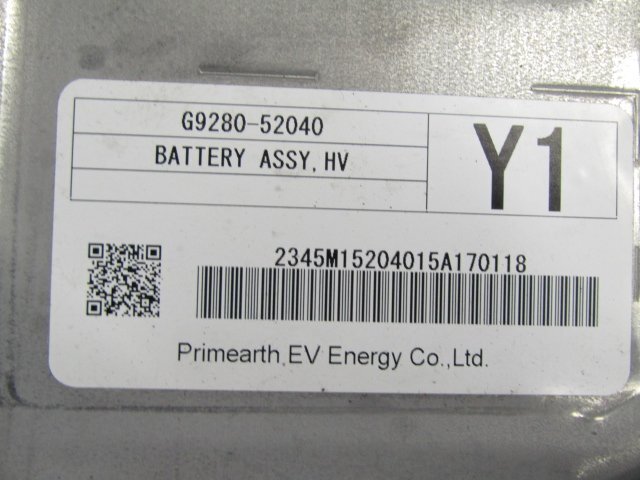 G9280-52040
BATTERY ASSY,HV
Y1
2345M15204015A170118
Primearth EV Energy Co.,Ltd.